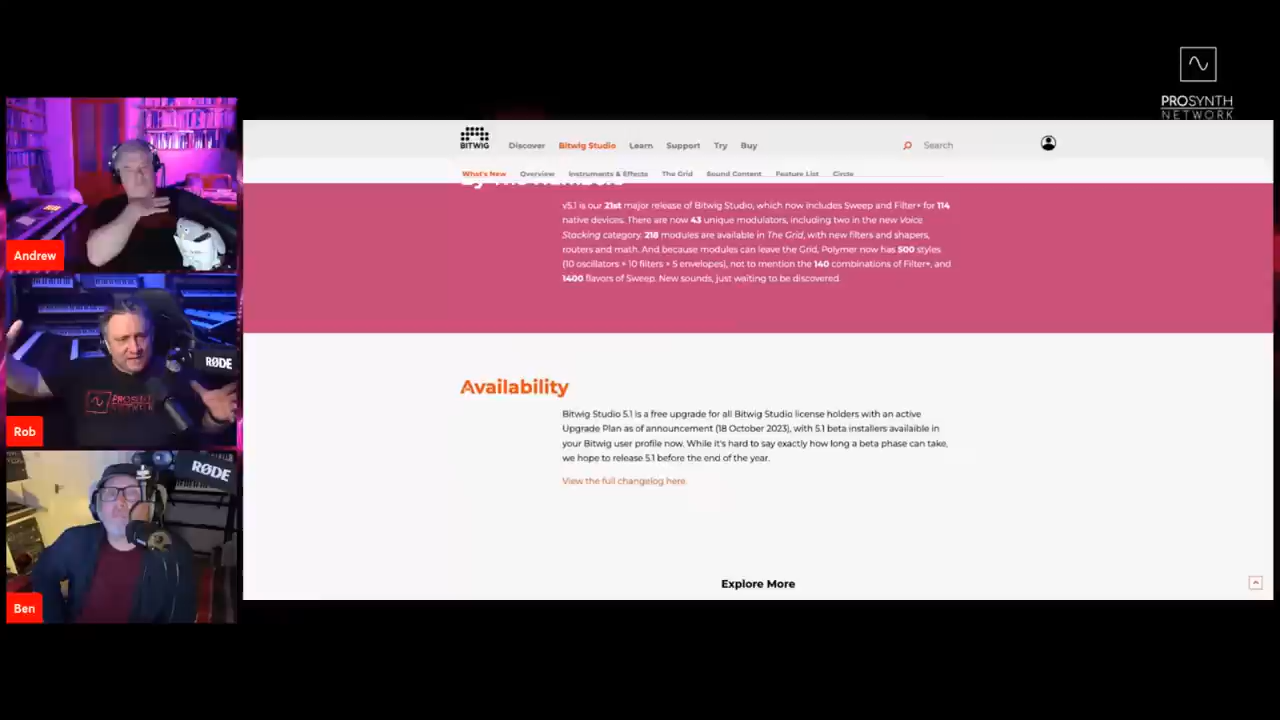 PROSYNTH
NETWORK
BITWIG
Discover Bitwig Studio Learn Support Try Buy Search
What's New Overview Instruments & Effects The Grid Sound Content Feature List Circle
v5.1 is our 21st major release of Bitwig Studio, which now includes Sweep and Filter+ for 114
native devices. There are now 43 unique modulators, including two in the new Voice
Stacking category. 218 modules are available in The Grid, with new filters and shapers,
routers and math. And because modules can leave the Grid, Polymer now has 500 styles
(10 oscillators × 10 filters × 5 envelopes), not to mention the 140 combinations of Filter+, and
1400 flavors of Sweep. New sounds, just waiting to be discovered.
Availability
Bitwig Studio 5.1 is a free upgrade for all Bitwig Studio license holders with an active
Upgrade Plan as of announcement (18 October 2023), with 5.1 beta installers available in
your Bitwig user profile now. While it's hard to say exactly how long a beta phase can take,
we hope to release 5.1 before the end of the year.
View the full changelog here.
Explore More
Andrew
RØDE
PROSYNTH
NETWORK
Rob
RØDE
Ben